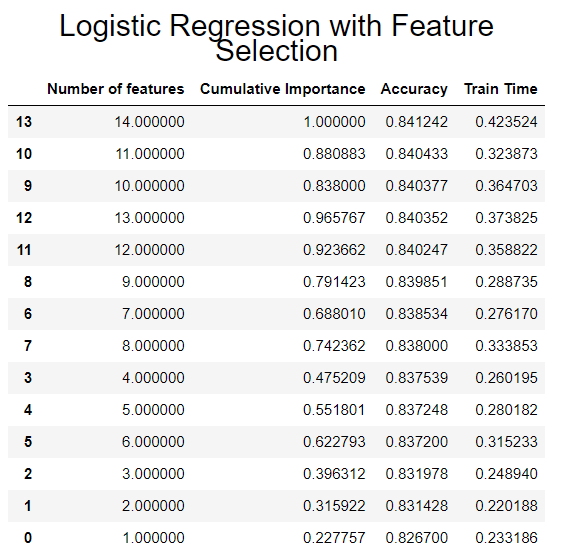 Logistic Regression with Feature
Selection
Number of features Cumulative Importance Accuracy Train Time
13 14.000000 1.000000 0.841242 0.423524
10 11.000000 0.880883 0.840433 0.323873
9 10.000000 0.838000 0.840377 0.364703
12 13.000000 0.965767 0.840352 0.373825
11 12.000000 0.923662 0.840247 0.358822
8 9.000000 0.791423 0.839851 0.288735
6 7.000000 0.688010 0.838534 0.276170
7 8.000000 0.742362 0.838000 0.333853
3 4.000000 0.475209 0.837539 0.260195
4 5.000000 0.551801 0.837248 0.280182
5 6.000000 0.622793 0.837200 0.315233
2 3.000000 0.396312 0.831978 0.248940
1 2.000000 0.315922 0.831428 0.220188
0 1.000000 0.227757 0.826700 0.233186